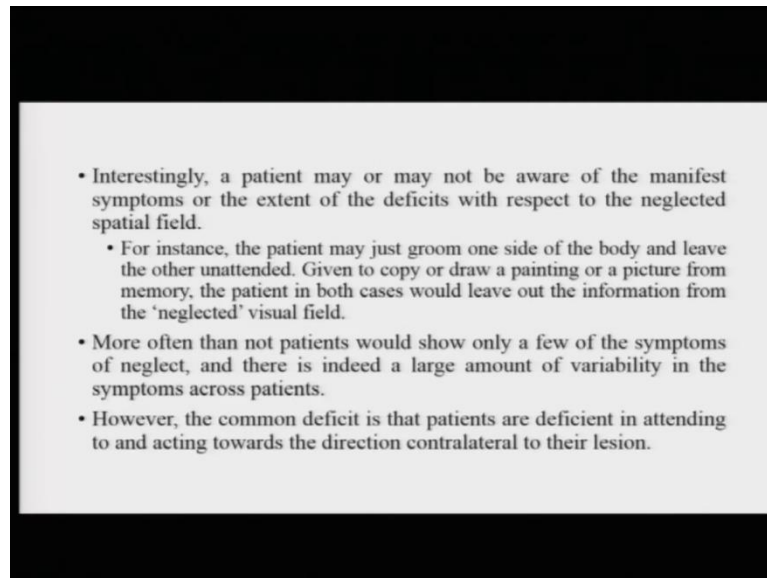 • Interestingly, a patient may or may not be aware of the manifest
symptoms or the extent of the deficits with respect to the neglected
spatial field.
• For instance, the patient may just groom one side of the body and leave
the other unattended. Given to copy or draw a painting or a picture from
memory, the patient in both cases would leave out the information from
the ‘neglected’ visual field.
• More often than not patients would show only a few of the symptoms
of neglect, and there is indeed a large amount of variability in the
symptoms across patients.
• However, the common deficit is that patients are deficient in attending
to and acting towards the direction contralateral to their lesion.